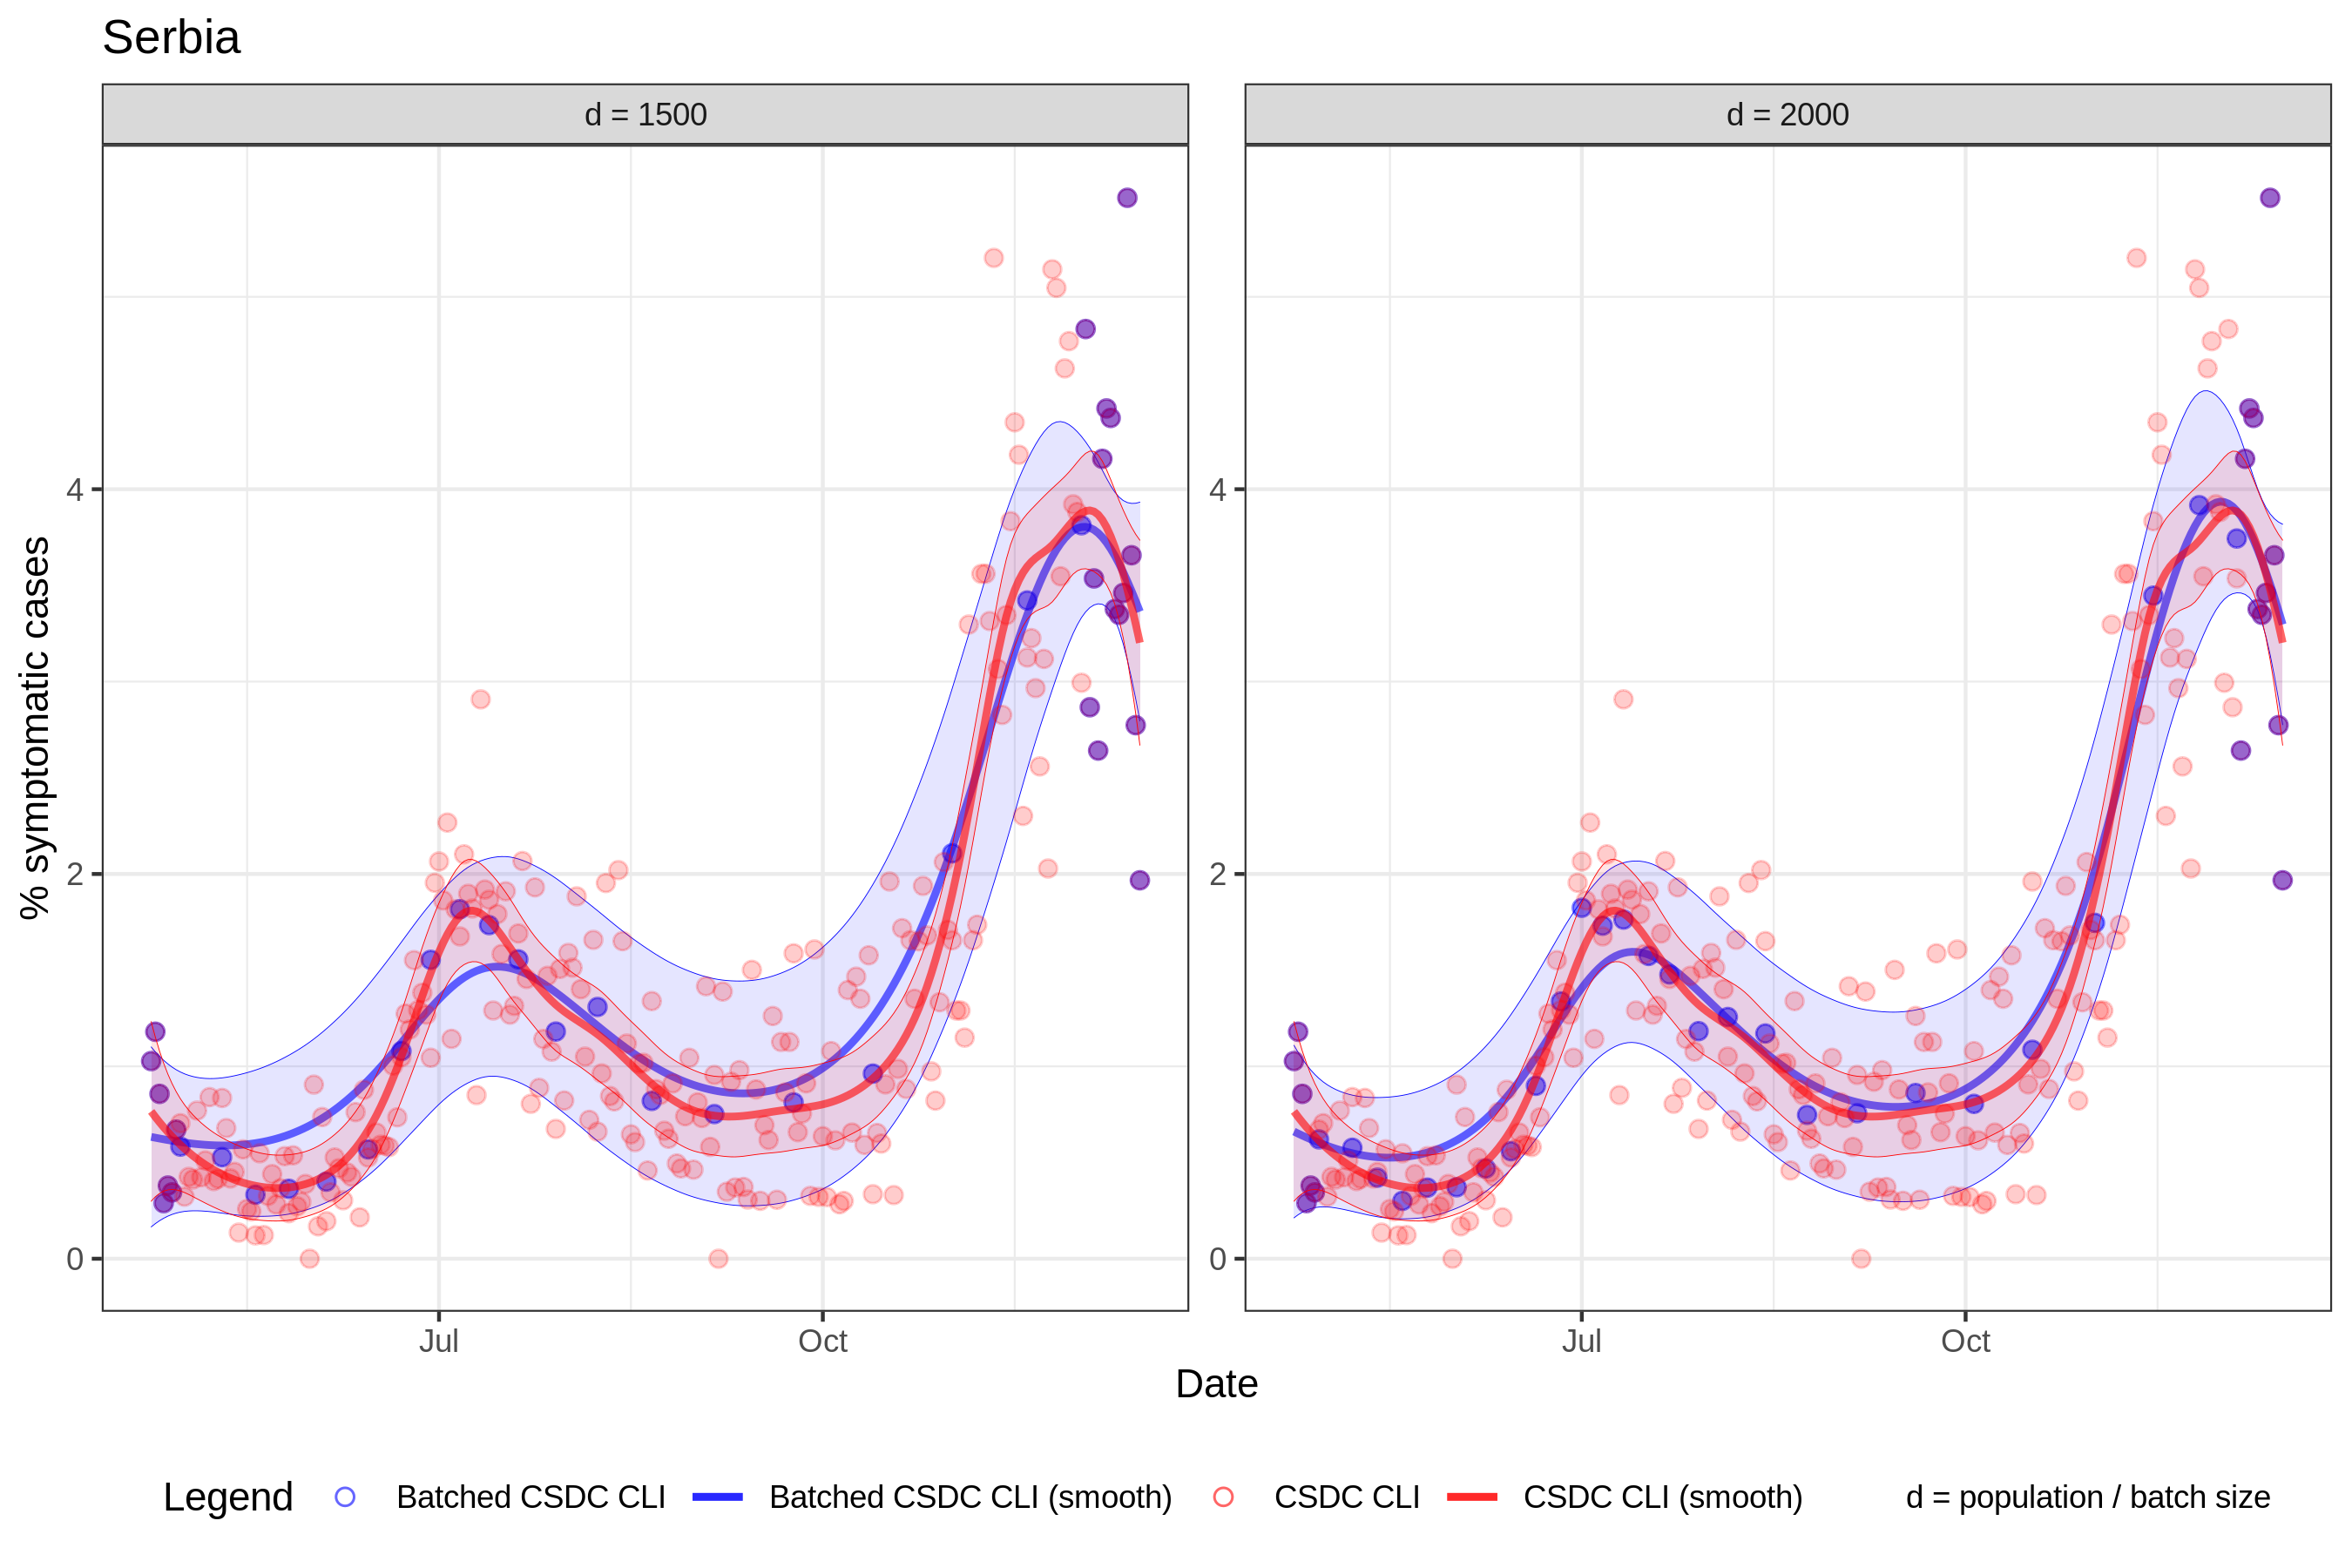 Serbia
d = 1500
d = 2000
% symptomatic cases
4
2
0
4
2
0
Jul
Oct
Jul
Oct
Date
Legend
Batched CSDC CLI
Batched CSDC CLI (smooth)
CSDC CLI
CSDC CLI (smooth)
d = population / batch size